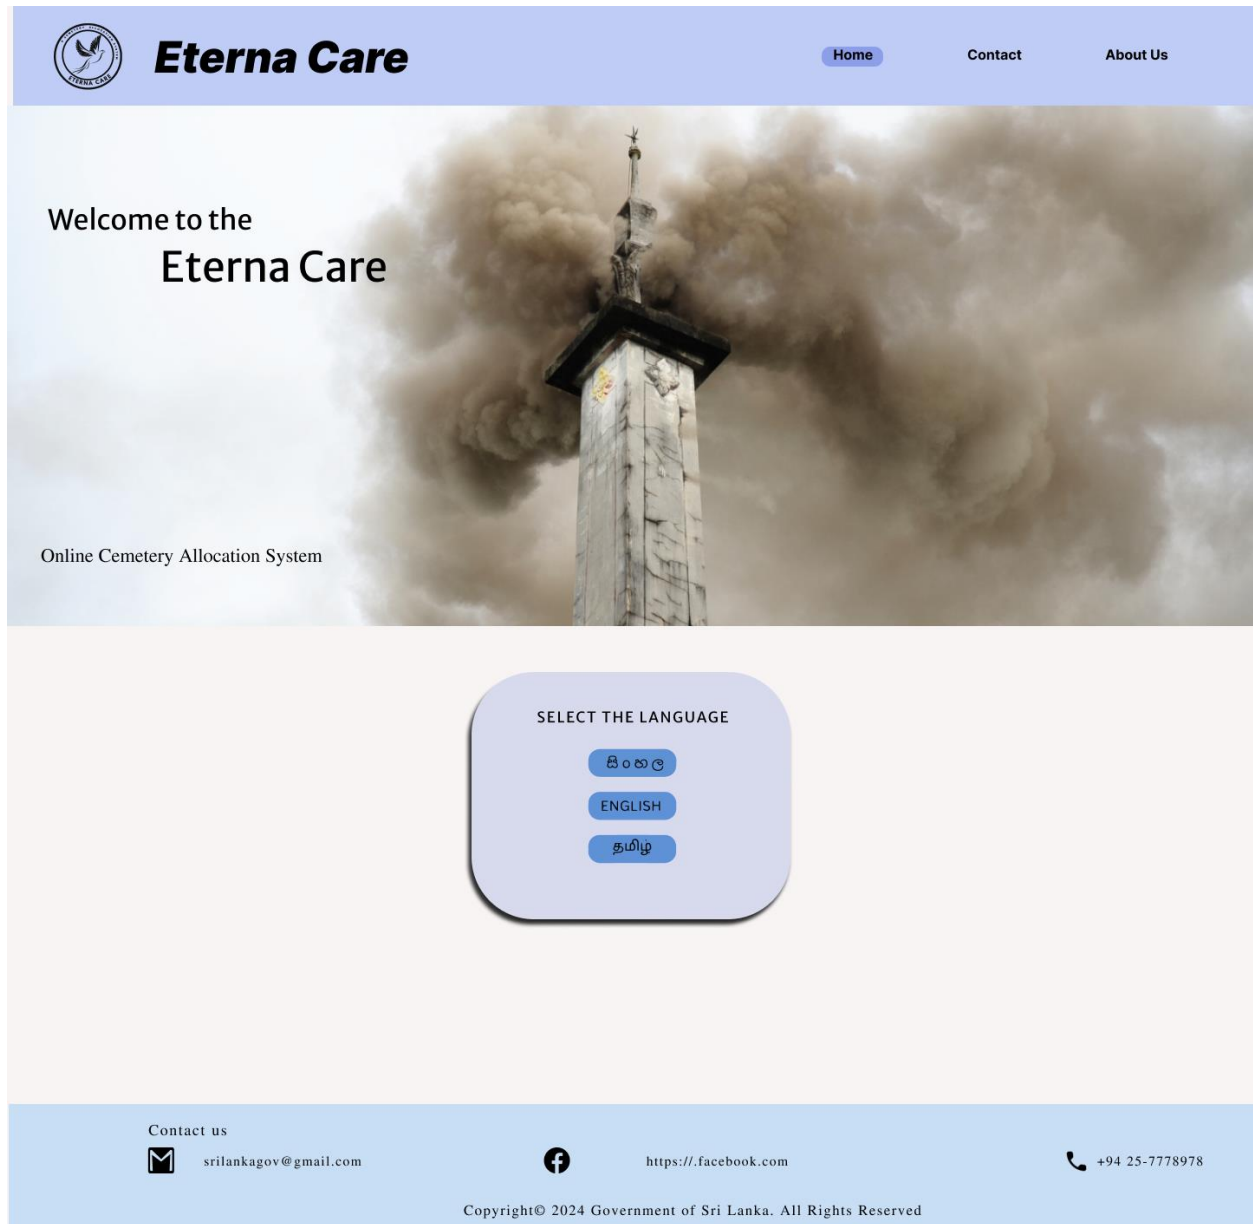 ETERNA CARE
Eterna Care
Home
Contact
About Us
Welcome to the
Eterna Care
Online Cemetery Allocation System
SELECT THE LANGUAGE
සිංහල
ENGLISH
தமிழ்
Contact us
srilankagov@gmail.com
https://.facebook.com
+94 25-7778978
Copyright© 2024 Government of Sri Lanka. All Rights Reserved